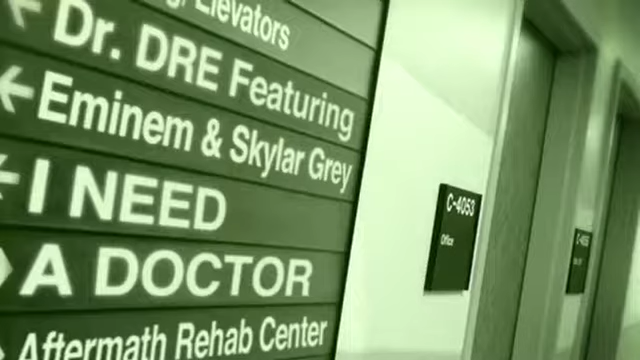 Elevators
Dr. DRE Featuring
Eminem & Skylar Grey
I NEED
A DOCTOR
Aftermath Rehab Center
C-4053
Office